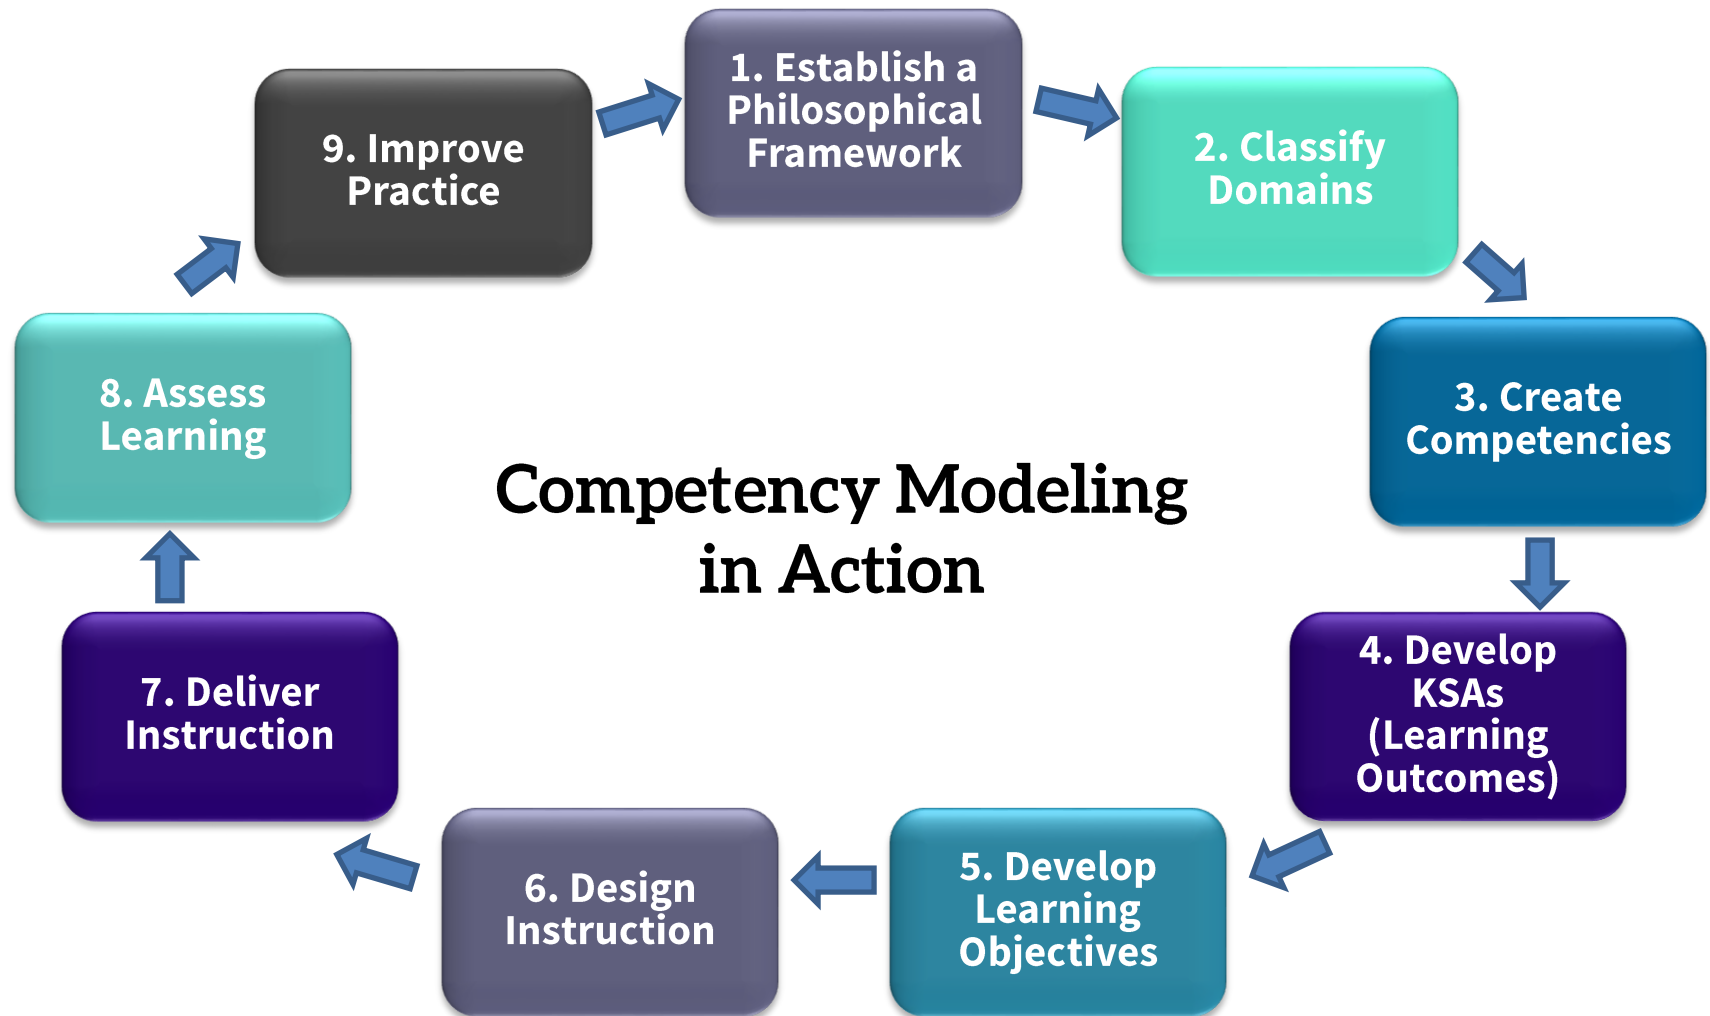 1. Establish a
Philosophical
Framework
2. Classify
Domains
3. Create
Competencies
4. Develop
KSAs
(Learning
Outcomes)
5. Develop
Learning
Objectives
6. Design
Instruction
7. Deliver
Instruction
8. Assess
Learning
9. Improve
Practice
Competency Modeling
in Action